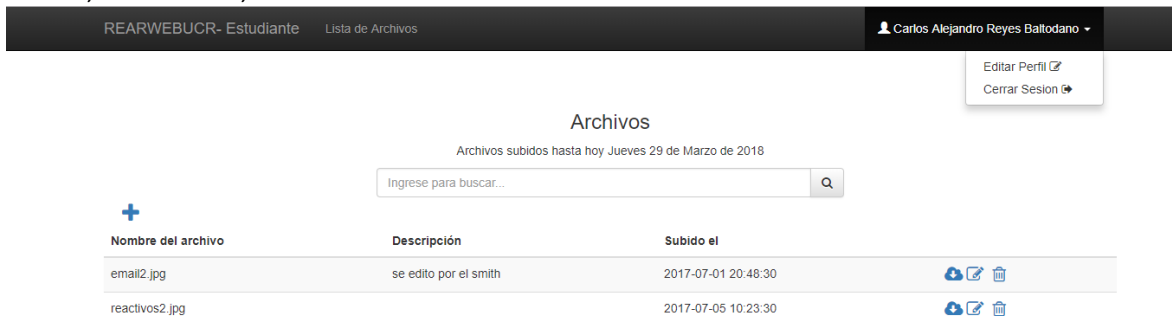 REARWEBUCR- Estudiante Lista de Archivos Carlos Alejandro Reyes Baltodano
Editar Perfil
Cerrar Sesion
Archivos
Archivos subidos hasta hoy Jueves 29 de Marzo de 2018
Ingrese para buscar...
Nombre del archivo Descripción Subido el
email2.jpg se edito por el smith 2017-07-01 20:48:30
reactivos2.jpg 2017-07-05 10:23:30